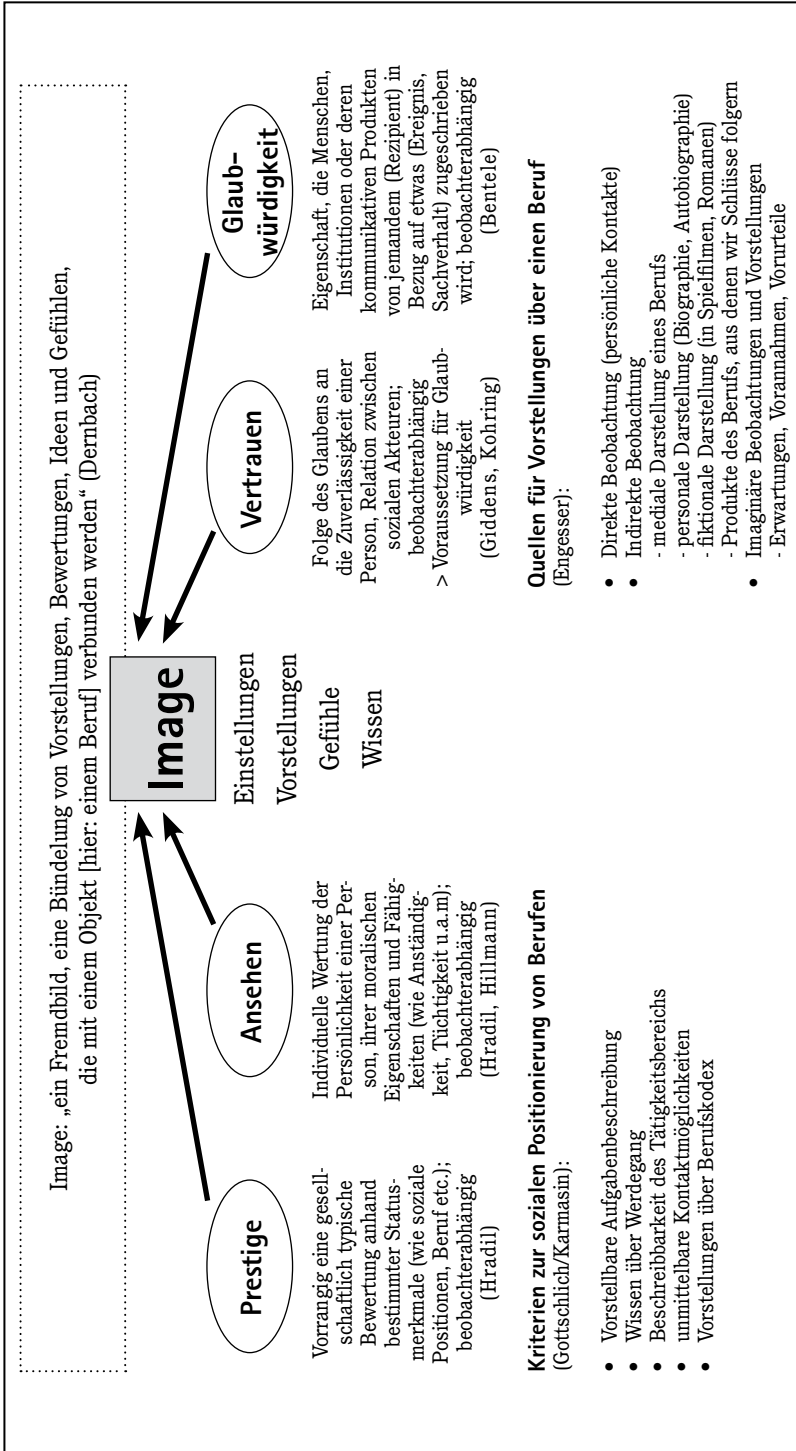 Image: „ein Fremdbild, eine Bündelung von Vorstellungen, Bewertungen, Ideen und Gefühlen,
die mit einem Objekt [hier: einem Beruf] verbunden werden“ (Dernbach)
Image
Einstellungen
Vorstellungen
Gefühle
Wissen
Prestige
Vorrangig eine gesell-
schaftlich typische
Bewertung anhand
bestimmter Status-
merkmale (wie soziale
Positionen, Beruf etc.);
beobachterabhängig
(Hradil)
Ansehen
Individuelle Wertung der
Persönlichkeit einer Per-
son, ihrer moralischen
Eigenschaften und Fähig-
keiten (wie Anständig-
keit, Tüchtigkeit u.a.m);
beobachterabhängig
(Hradil, Hillmann)
Vertrauen
Folge des Glaubens an
die Zuverlässigkeit einer
Person, Relation zwischen
sozialen Akteuren;
beobachterabhängig
> Voraussetzung für Glaub-
würdigkeit
(Giddens, Kohring)
Glaub-
würdigkeit
Eigenschaft, die Menschen,
Institutionen oder deren
kommunikativen Produkten
von jemandem (Rezipient) in
Bezug auf etwas (Ereignis,
Sachverhalt) zugeschrieben
wird; beobachterabhängig
(Bentele)
Kriterien zur sozialen Positionierung von Berufen
(Gottschlich/Karmasin):
• Vorstellbare Aufgabenbeschreibung
• Wissen über Werdegang
• Beschreibbarkeit des Tätigkeitsbereichs
• unmittelbare Kontaktmöglichkeiten
• Vorstellungen über Berufskodex
Quellen für Vorstellungen über einen Beruf
(Engesser):
• Direkte Beobachtung (persönliche Kontakte)
• Indirekte Beobachtung
- mediale Darstellung eines Berufs
- personale Darstellung (Biographie, Autobiographie)
- fiktionale Darstellung (in Spielfilmen, Romanen)
- Produkte des Berufs, aus denen wir Schlüsse folgern
• Imaginäre Beobachtungen und Vorstellungen
- Erwartungen, Vorannahmen, Vorurteile